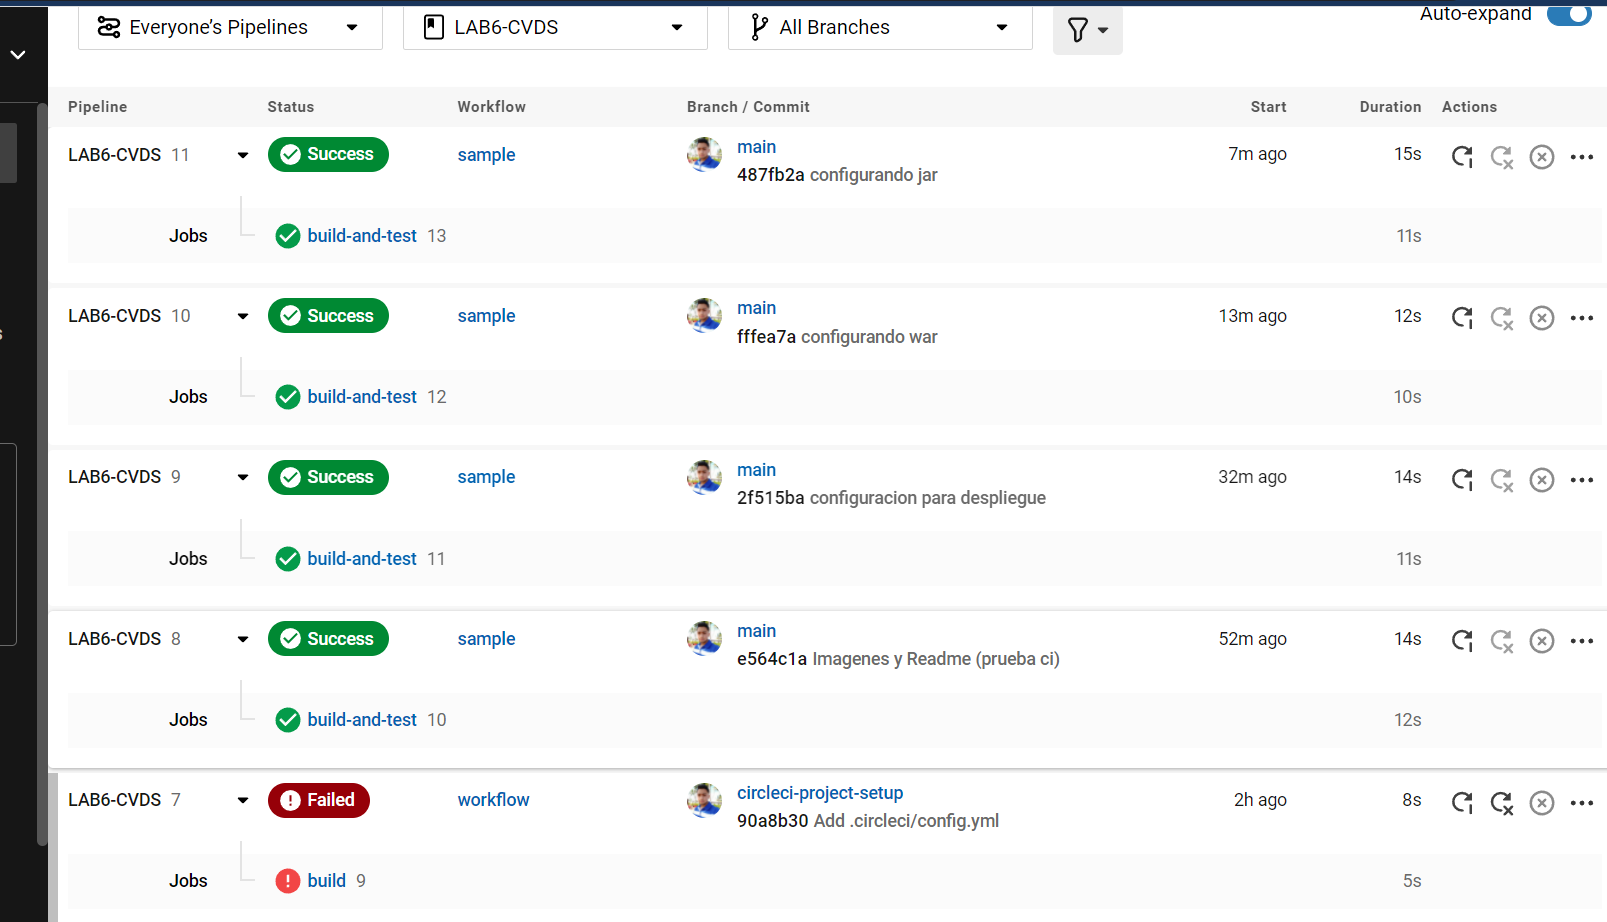 Everyone’s Pipelines LAB6-CVDS All Branches Auto-expand
Pipeline Status Workflow Branch / Commit Start Duration Actions
LAB6-CVDS 11 Success sample main 7m ago 15s
487fb2a configurando jar
Jobs build-and-test 13 11s
LAB6-CVDS 10 Success sample main 13m ago 12s
fffea7a configurando war
Jobs build-and-test 12 10s
LAB6-CVDS 9 Success sample main 32m ago 14s
2f515ba configuracion para despliegue
Jobs build-and-test 11 11s
LAB6-CVDS 8 Success sample main 52m ago 14s
e564c1a Imagenes y Readme (prueba ci)
Jobs build-and-test 10 12s
LAB6-CVDS 7 Failed workflow circleci-project-setup 2h ago 8s
90a8b30 Add .circleci/config.yml
Jobs build 9 5s